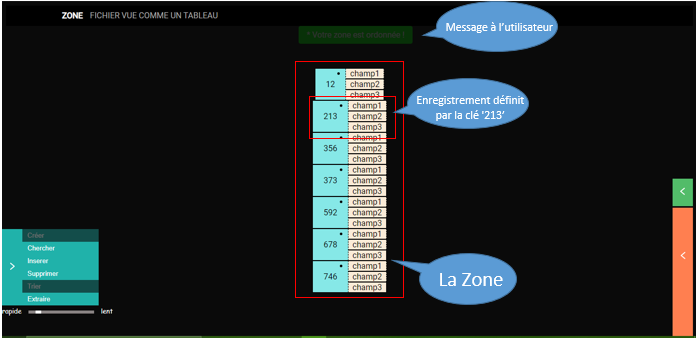 ZONE FICHIER VUE COMME UN TABLEAU
* Votre zone est ordonnée !
Message à l'utilisateur
12
champ1
champ2
champ3
Enregistrement définit
par la clé '213'
213
champ1
champ2
champ3
356
champ1
champ2
champ3
373
champ1
champ2
champ3
592
champ1
champ2
champ3
678
champ1
champ2
champ3
746
champ1
champ2
champ3
La Zone
Créer
Chercher
Inserer
Supprimer
Trier
Extraire
rapide lent